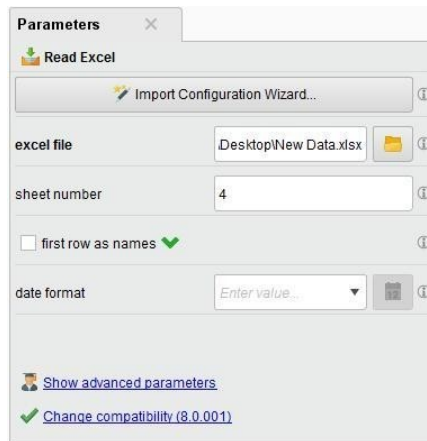 Parameters
Read Excel
Import Configuration Wizard...
excel file
Desktop\New Data.xlsx
sheet number
4
first row as names
date format
Enter value...
Show advanced parameters
Change compatibility (8.0.001)